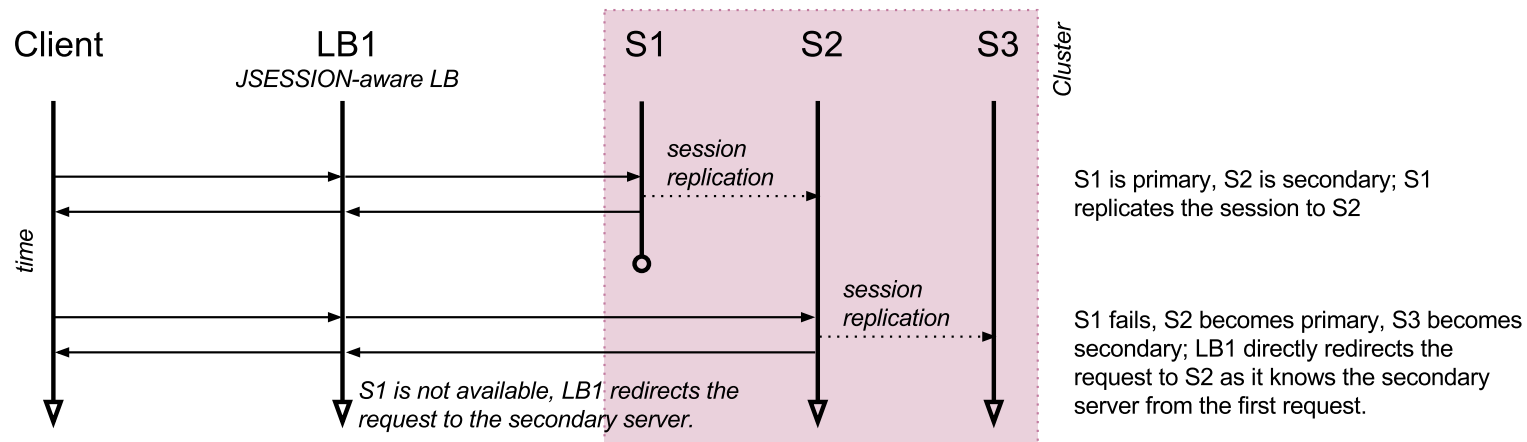 Client
LB1
S1
S2
S3
JSESSION-aware LB
Cluster
session
replication
S1 is primary, S2 is secondary; S1
replicates the session to S2
time
session
replication
S1 fails, S2 becomes primary, S3 becomes
secondary; LB1 directly redirects the
request to S2 as it knows the secondary
server from the first request.
S1 is not available, LB1 redirects the
request to the secondary server.